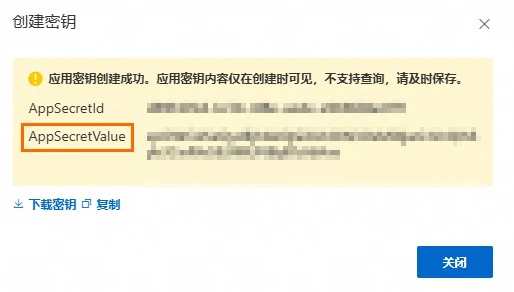 创建密钥
应用密钥创建成功。应用密钥内容仅在创建时可见，不支持查询，请及时保存。
AppSecretId
AppSecretValue
下载密钥 复制
关闭